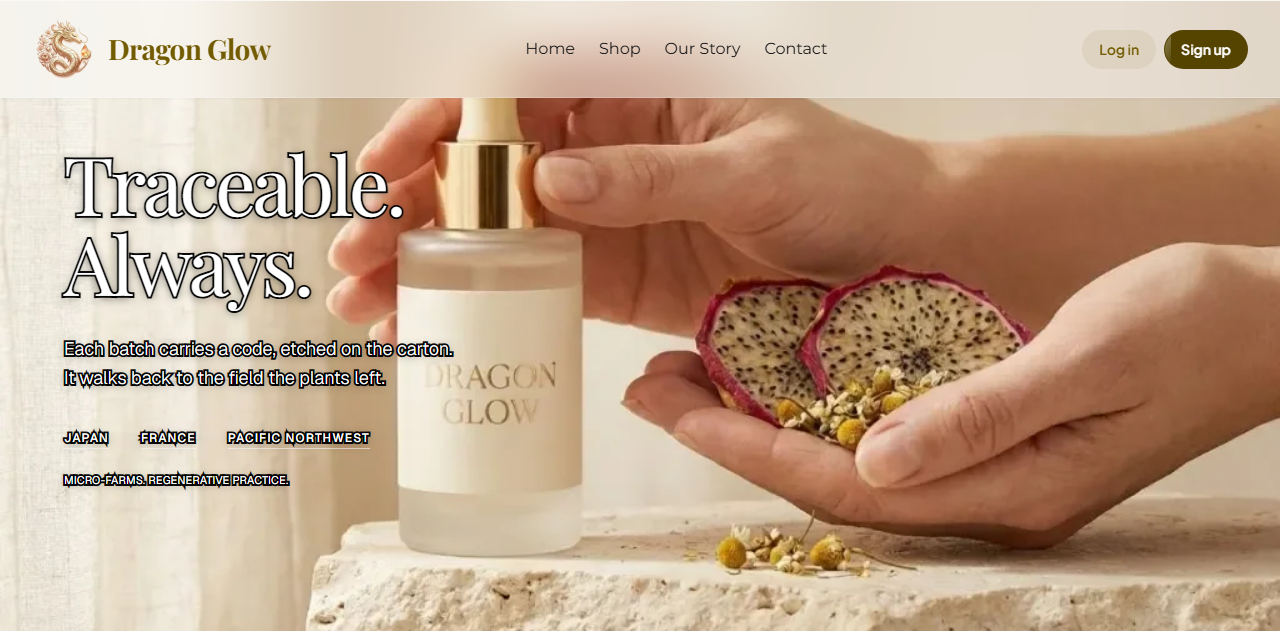 Dragon Glow
Home Shop Our Story Contact
Log in Sign up
Traceable.
Always.
Each batch carries a code, etched on the carton.
It walks back to the field the plants left.
DRAGON
GLOW
JAPAN FRANCE PACIFIC NORTHWEST
MICRO-FARMS. REGENERATIVE PRACTICE.